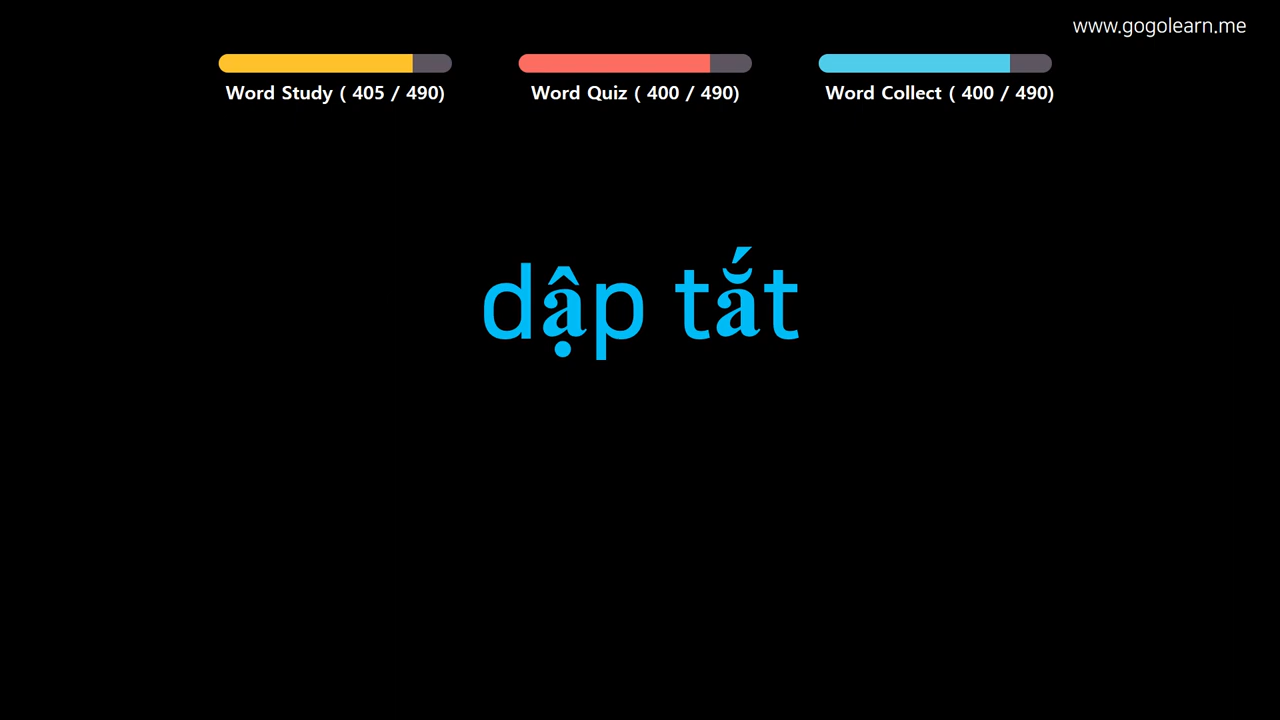 www.gogolearn.me
Word Study ( 405 / 490)
Word Quiz ( 400 / 490)
Word Collect ( 400 / 490)
dập tắt